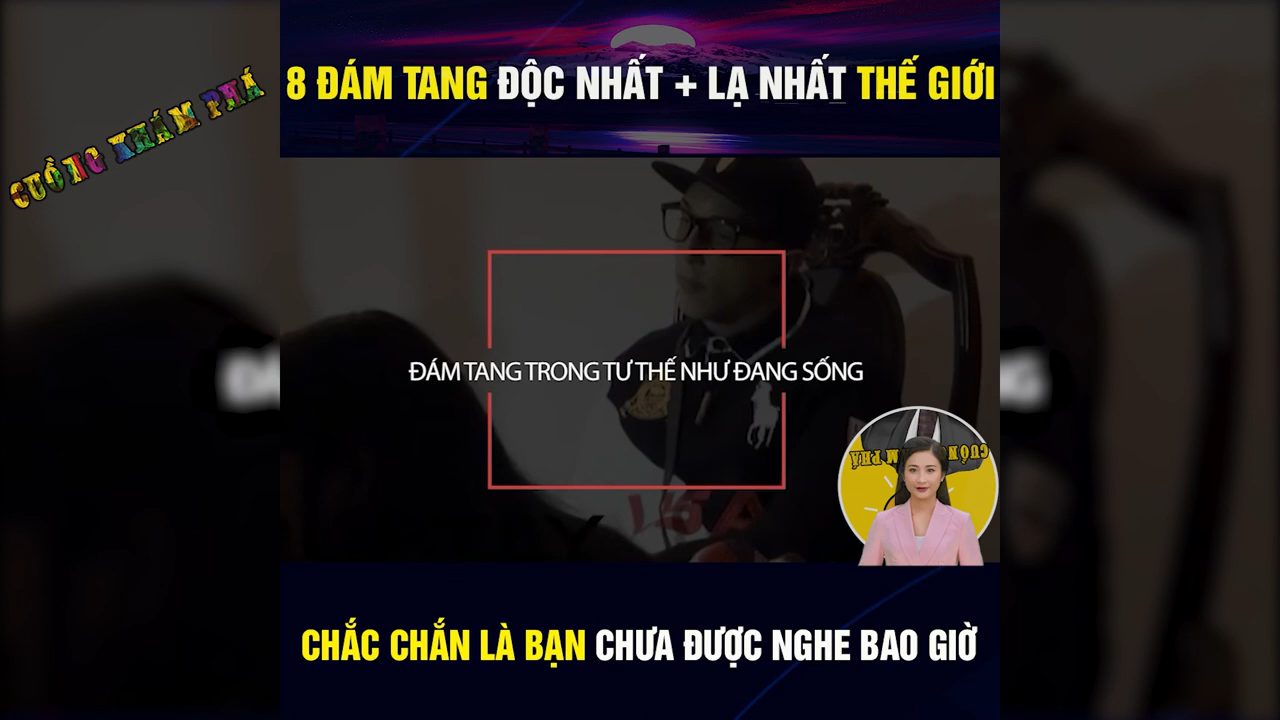 8 ĐÁM TANG ĐỘC NHẤT + LẠ NHẤT THẾ GIỚI
CUỒNG KHÁM PHÁ
ĐÁM TANG TRONG TƯ THẾ NHƯ ĐANG SỐNG
CHẮC CHẮN LÀ BẠN CHƯA ĐƯỢC NGHE BAO GIỜ